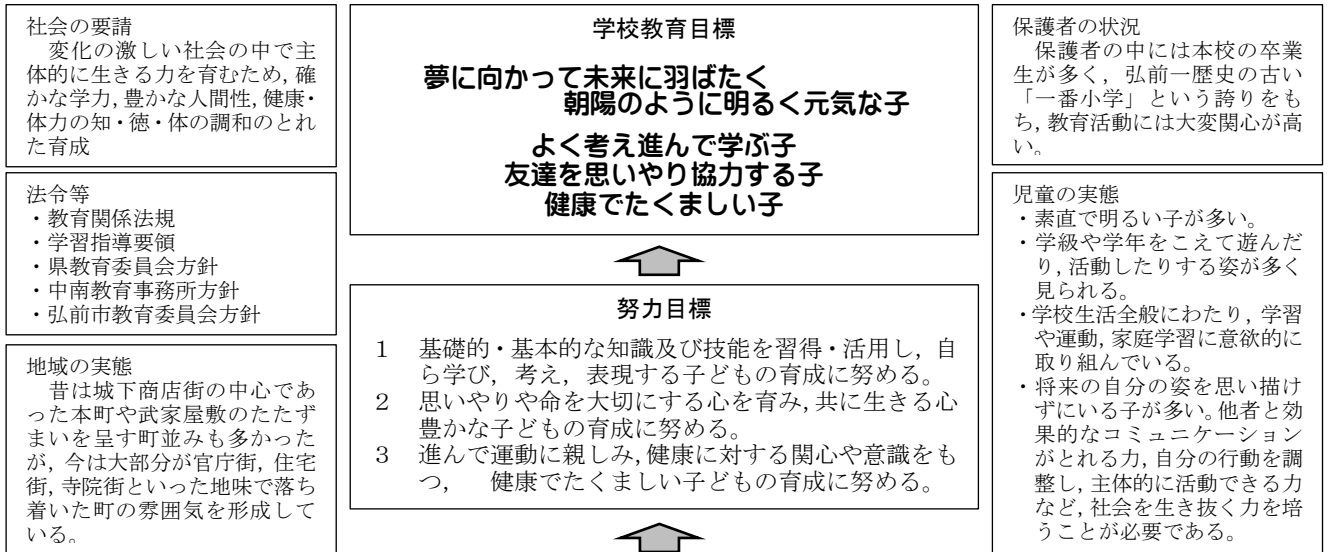 社会の要請
変化の激しい社会の中で主
体的に生きる力を育むため,確
かな学力,豊かな人間性,健康・
体力の知・徳・体の調和のとれ
た育成
法令等
・教育関係法規
・学習指導要領
・県教育委員会方針
・中南教育事務所方針
・弘前市教育委員会方針
地域の実態
昔は城下商店街の中心であ
った本町や武家屋敷のたたず
まいを呈す町並みも多かった
が,今は大部分が官庁街,住宅
街,寺院街といった地味で落ち
着いた町の雰囲気を形成して
いる。
学校教育目標
夢に向かって未来に羽ばたく
朝陽のように明るく元気な子
よく考え進んで学ぶ子
友達を思いやり協力する子
健康でたくましい子
努力目標
1 基礎的・基本的な知識及び技能を習得・活用し,自
ら学び,考え,表現する子どもの育成に努める。
2 思いやりや命を大切にする心を育み,共に生きる心
豊かな子どもの育成に努める。
3 進んで運動に親しみ,健康に対する関心や意識をも
つ, 健康でたくましい子どもの育成に努める。
保護者の状況
保護者の中には本校の卒業
生が多く,弘前一歴史の古い
「一番小学」という誇りをも
ち,教育活動には大変関心が高
い。
児童の実態
・素直で明るい子が多い。
・学級や学年をこえて遊んだ
り,活動したりする姿が多く
見られる。
・学校生活全般にわたり,学習
や運動,家庭学習に意欲的に
取り組んでいる。
・将来の自分の姿を思い描け
ずにいる子が多い。他者と効
果的なコミュニケーション
がとれる力,自分の行動を調
整し,主体的に活動できる力
など,社会を生き抜く力を培
うことが必要である。